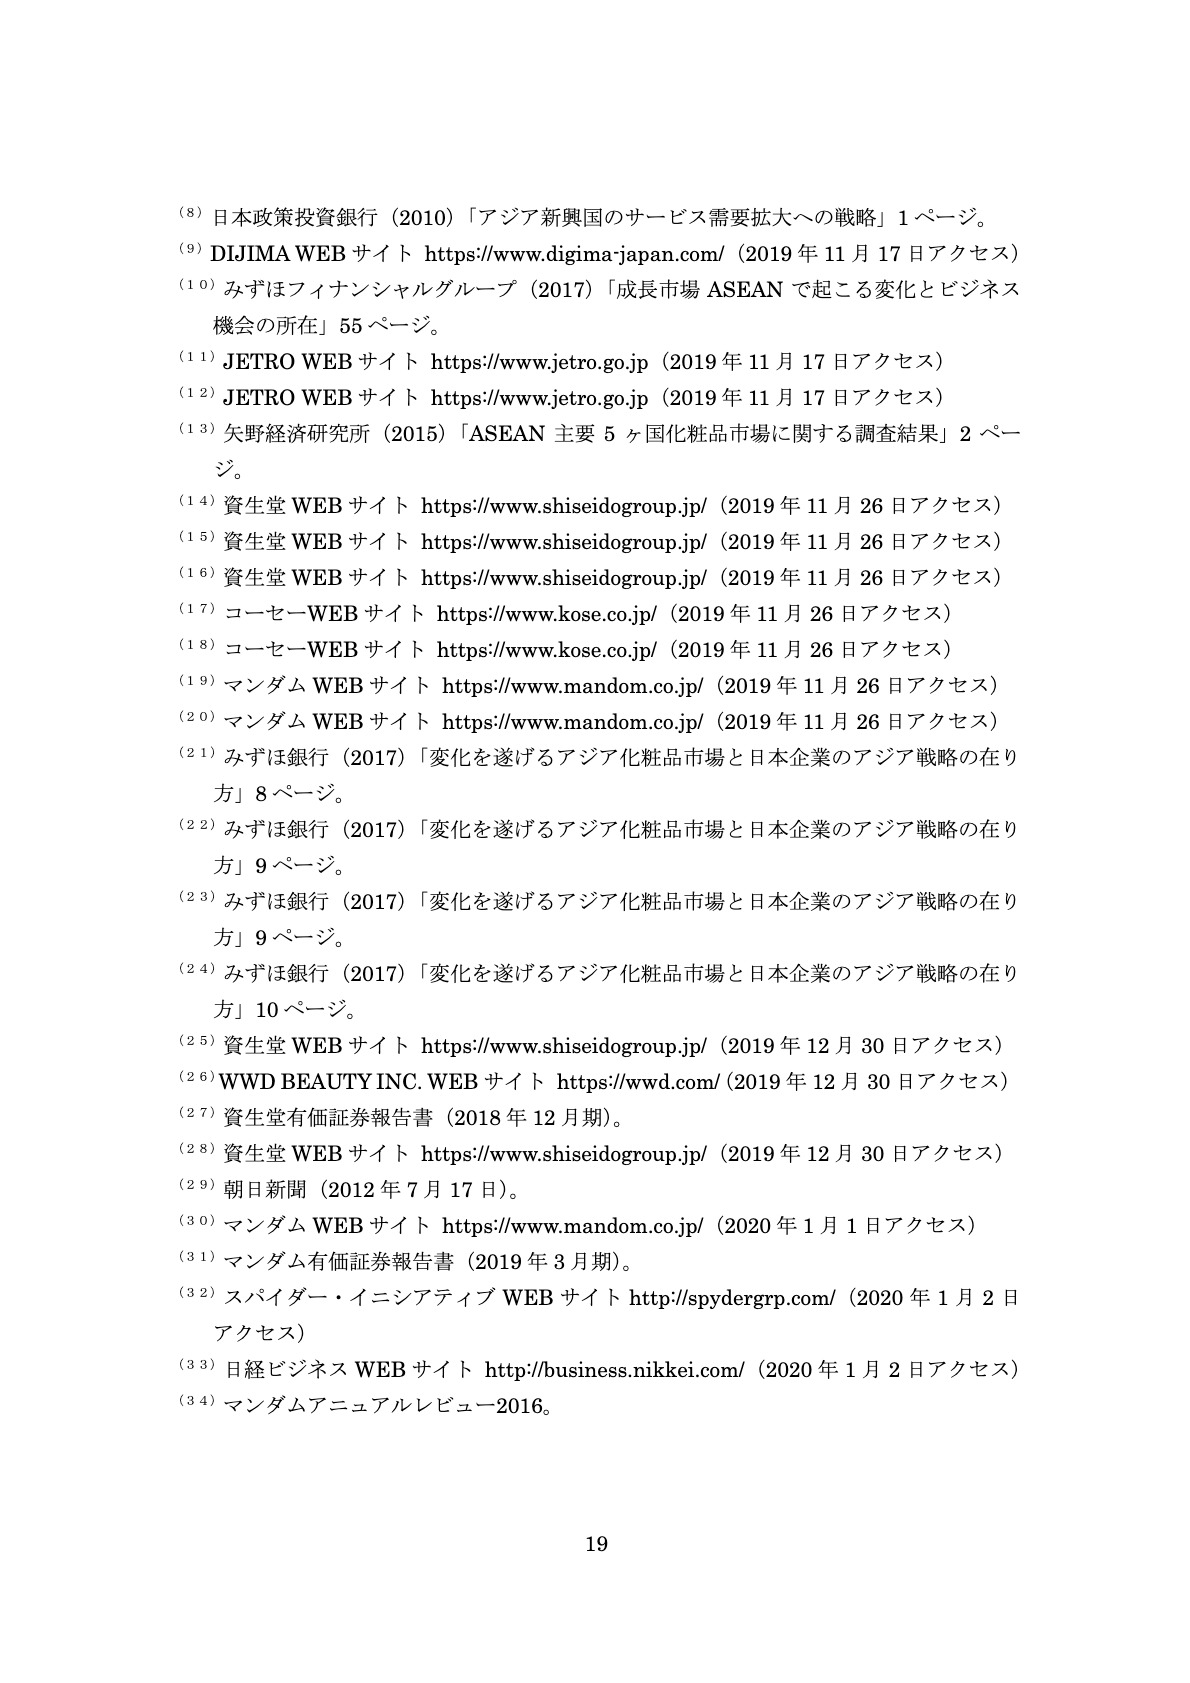 （8）日本政策投資銀行（2010）「アジア新興国のサービス需要拡大への戦略」1 ページ。
（9）DIJIMA WEB サイト https://www.digima-japan.com/（2019 年 11 月 17 日アクセス）
（10）みずほフィナンシャルグループ（2017）「成長市場 ASEAN で起こる変化とビジネス
機会の所在」55 ページ。
（11）JETRO WEB サイト https://www.jetro.go.jp（2019 年 11 月 17 日アクセス）
（12）JETRO WEB サイト https://www.jetro.go.jp（2019 年 11 月 17 日アクセス）
（13）矢野経済研究所（2015）「ASEAN 主要 5 ヶ国化粧品市場に関する調査結果」2 ペー
ジ。
（14）資生堂 WEB サイト https://www.shiseidogroup.jp/（2019 年 11 月 26 日アクセス）
（15）資生堂 WEB サイト https://www.shiseidogroup.jp/（2019 年 11 月 26 日アクセス）
（16）資生堂 WEB サイト https://www.shiseidogroup.jp/（2019 年 11 月 26 日アクセス）
（17）コーセーWEB サイト https://www.kose.co.jp/（2019 年 11 月 26 日アクセス）
（18）コーセーWEB サイト https://www.kose.co.jp/（2019 年 11 月 26 日アクセス）
（19）マンダム WEB サイト https://www.mandom.co.jp/（2019 年 11 月 26 日アクセス）
（20）マンダム WEB サイト https://www.mandom.co.jp/（2019 年 11 月 26 日アクセス）
（21）みずほ銀行（2017）「変化を遂げるアジア化粧品市場と日本企業のアジア戦略の在り
方」8 ページ。
（22）みずほ銀行（2017）「変化を遂げるアジア化粧品市場と日本企業のアジア戦略の在り
方」9 ページ。
（23）みずほ銀行（2017）「変化を遂げるアジア化粧品市場と日本企業のアジア戦略の在り
方」9 ページ。
（24）みずほ銀行（2017）「変化を遂げるアジア化粧品市場と日本企業のアジア戦略の在り
方」10 ページ。
（25）資生堂 WEB サイト https://www.shiseidogroup.jp/（2019 年 12 月 30 日アクセス）
（26）WWD BEAUTY INC. WEB サイト https://wwd.com/（2019 年 12 月 30 日アクセス）
（27）資生堂有価証券報告書（2018 年 12 月期）。
（28）資生堂 WEB サイト https://www.shiseidogroup.jp/（2019 年 12 月 30 日アクセス）
（29）朝日新聞（2012 年 7 月 17 日）。
（30）マンダム WEB サイト https://www.mandom.co.jp/（2020 年 1 月 1 日アクセス）
（31）マンダム有価証券報告書（2019 年 3 月期）。
（32）スパイダー・イニシアティブ WEB サイト http://spydergrp.com/（2020 年 1 月 2 日
アクセス）
（33）日経ビジネス WEB サイト http://business.nikkei.com/（2020 年 1 月 2 日アクセス）
（34）マンダムアニュアルレビュー2016。
19